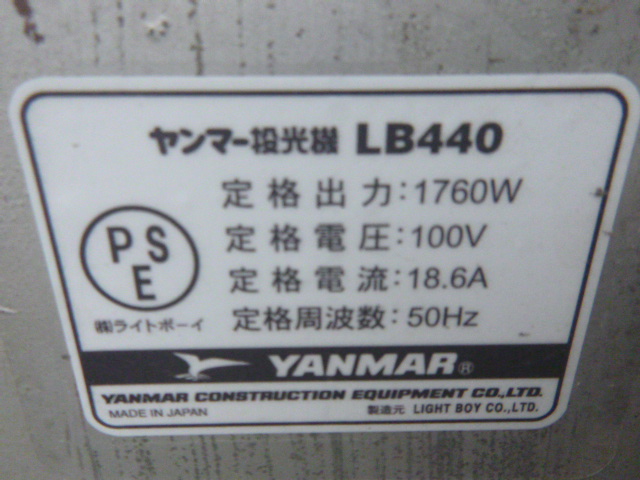 ヤンマー投光機 LB440
定格出力:1760W
定格電圧:100V
定格電流:18.6A
定格周波数:50Hz
PS
E
㈱ライトボーイ
YANMAR®
YANMAR CONSTRUCTION EQUIPMENT CO.,LTD.
MADE IN JAPAN
製造元 LIGHT BOY CO.,LTD.